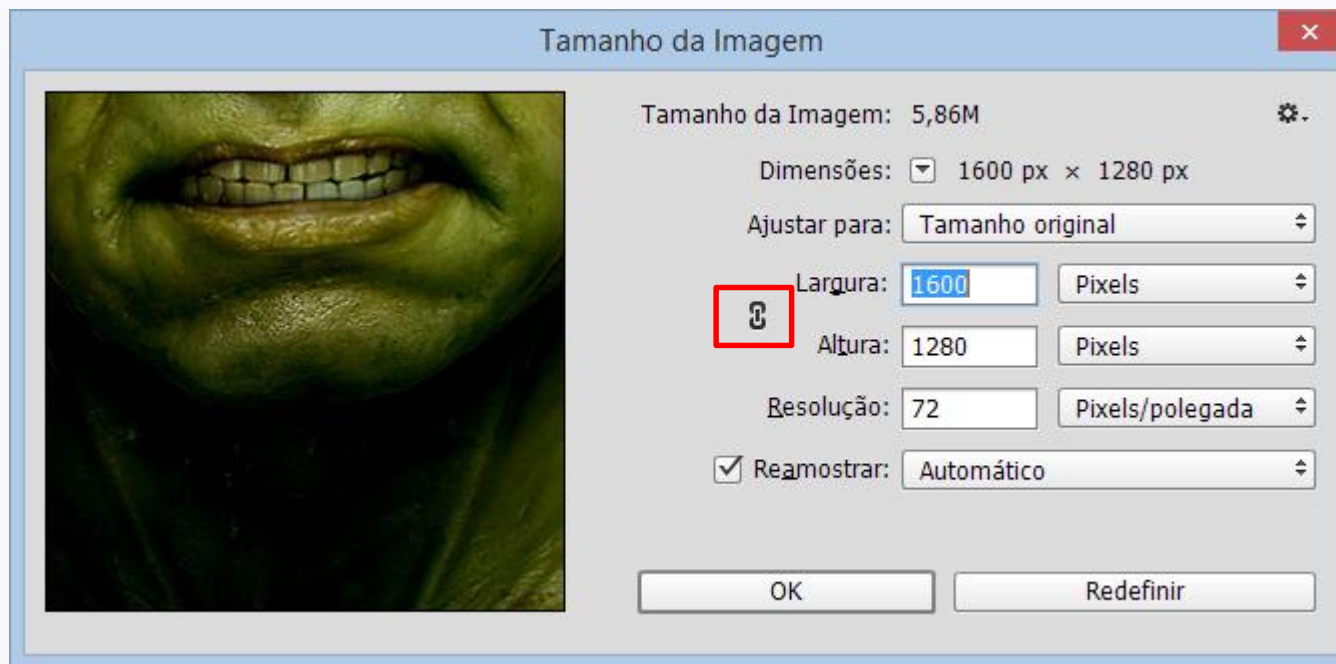 Tamanho da Imagem
Tamanho da Imagem: 5,86M
Dimensões: 1600 px × 1280 px
Ajustar para: Tamanho original
Largura: 1600 Pixels
Altura: 1280 Pixels
Resolução: 72 Pixels/polegada
Reamostrar: Automático
OK Redefinir